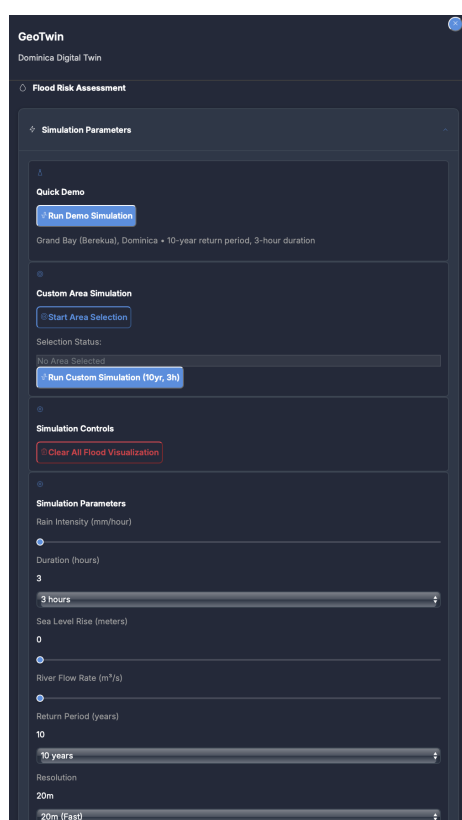 GeoTwin
Dominica Digital Twin
Flood Risk Assessment
Simulation Parameters
Quick Demo
Run Demo Simulation
Grand Bay (Berekua), Dominica • 10-year return period, 3-hour duration
Custom Area Simulation
Start Area Selection
Selection Status:
No Area Selected
Run Custom Simulation (10yr, 3h)
Simulation Controls
Clear All Flood Visualization
Simulation Parameters
Rain Intensity (mm/hour)
Duration (hours)
3
3 hours
Sea Level Rise (meters)
0
River Flow Rate (m³/s)
Return Period (years)
10
10 years
Resolution
20m
20m (Fast)